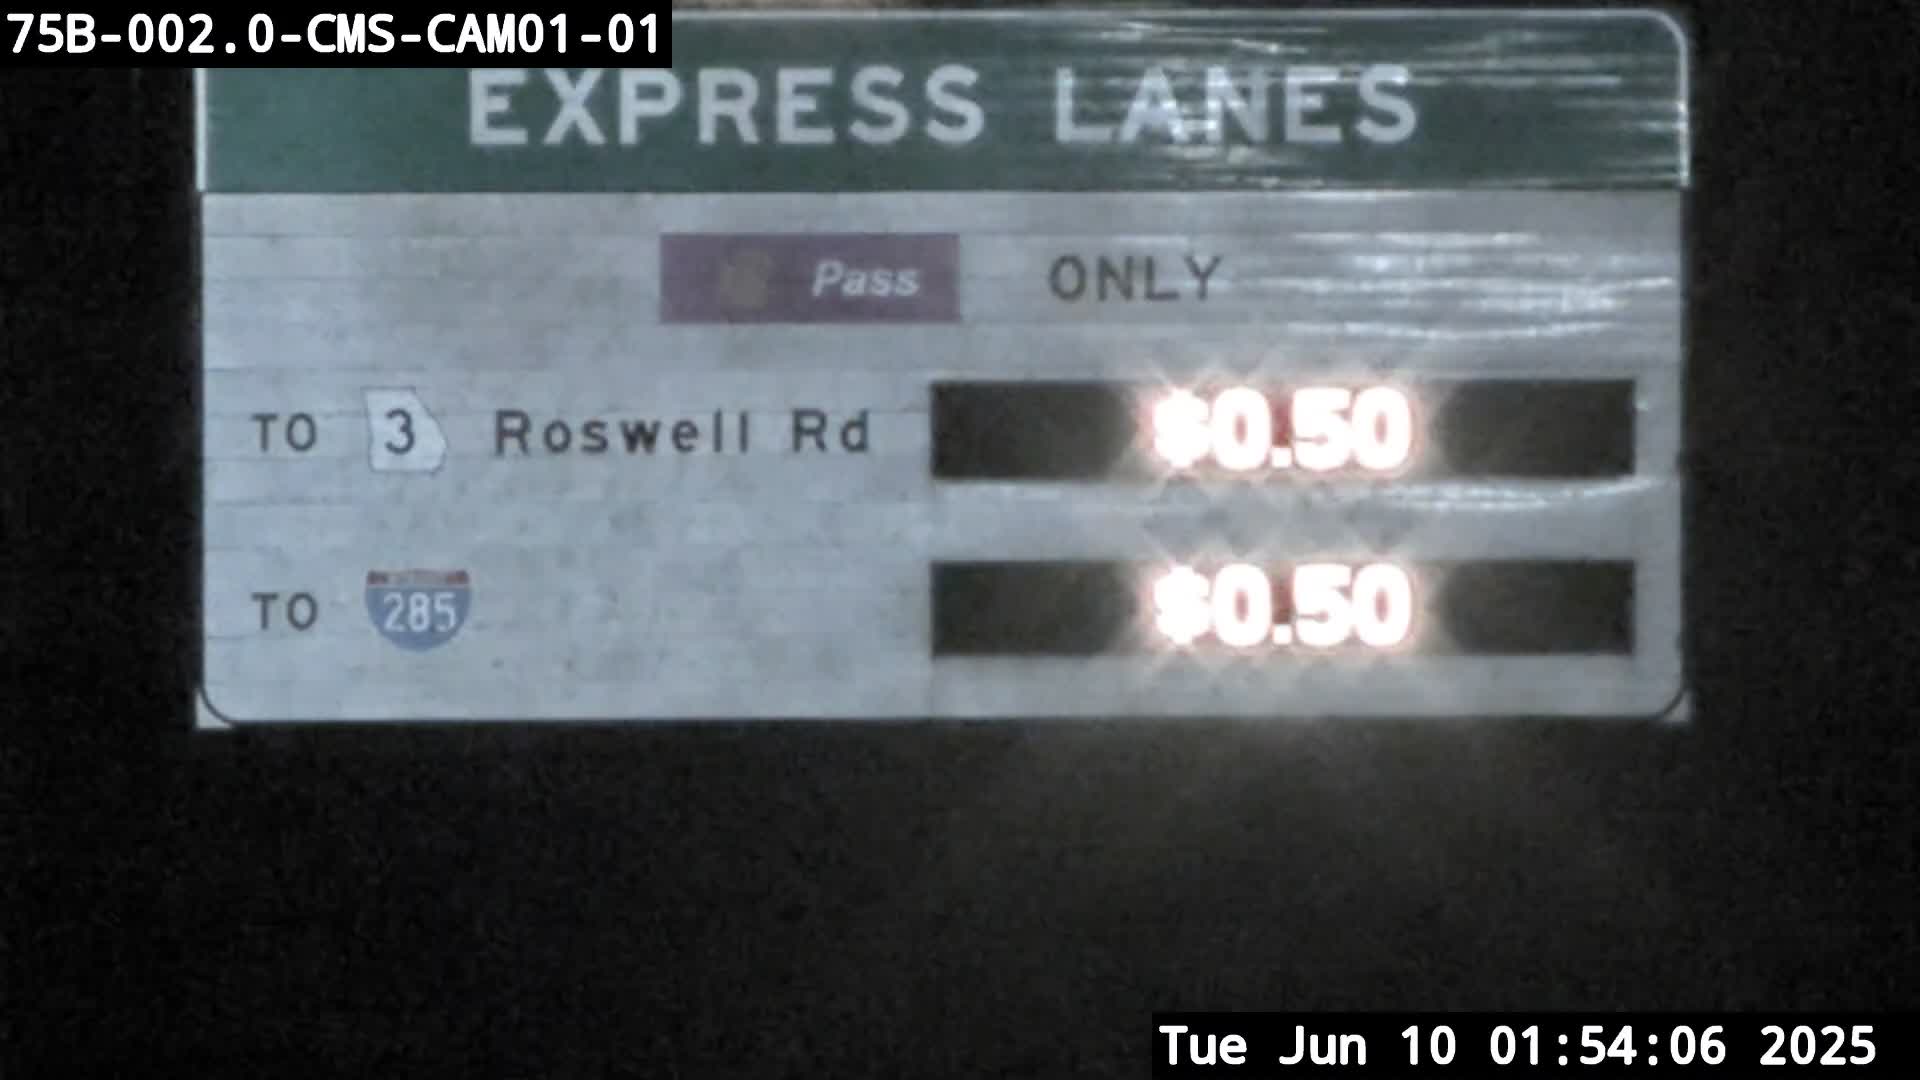 75B-002.0-CMS-CAM01-01
EXPRESS LANES
Pass ONLY
TO 3 Roswell Rd $0.50
TO 285 $0.50
Tue Jun 10 01:54:06 2025